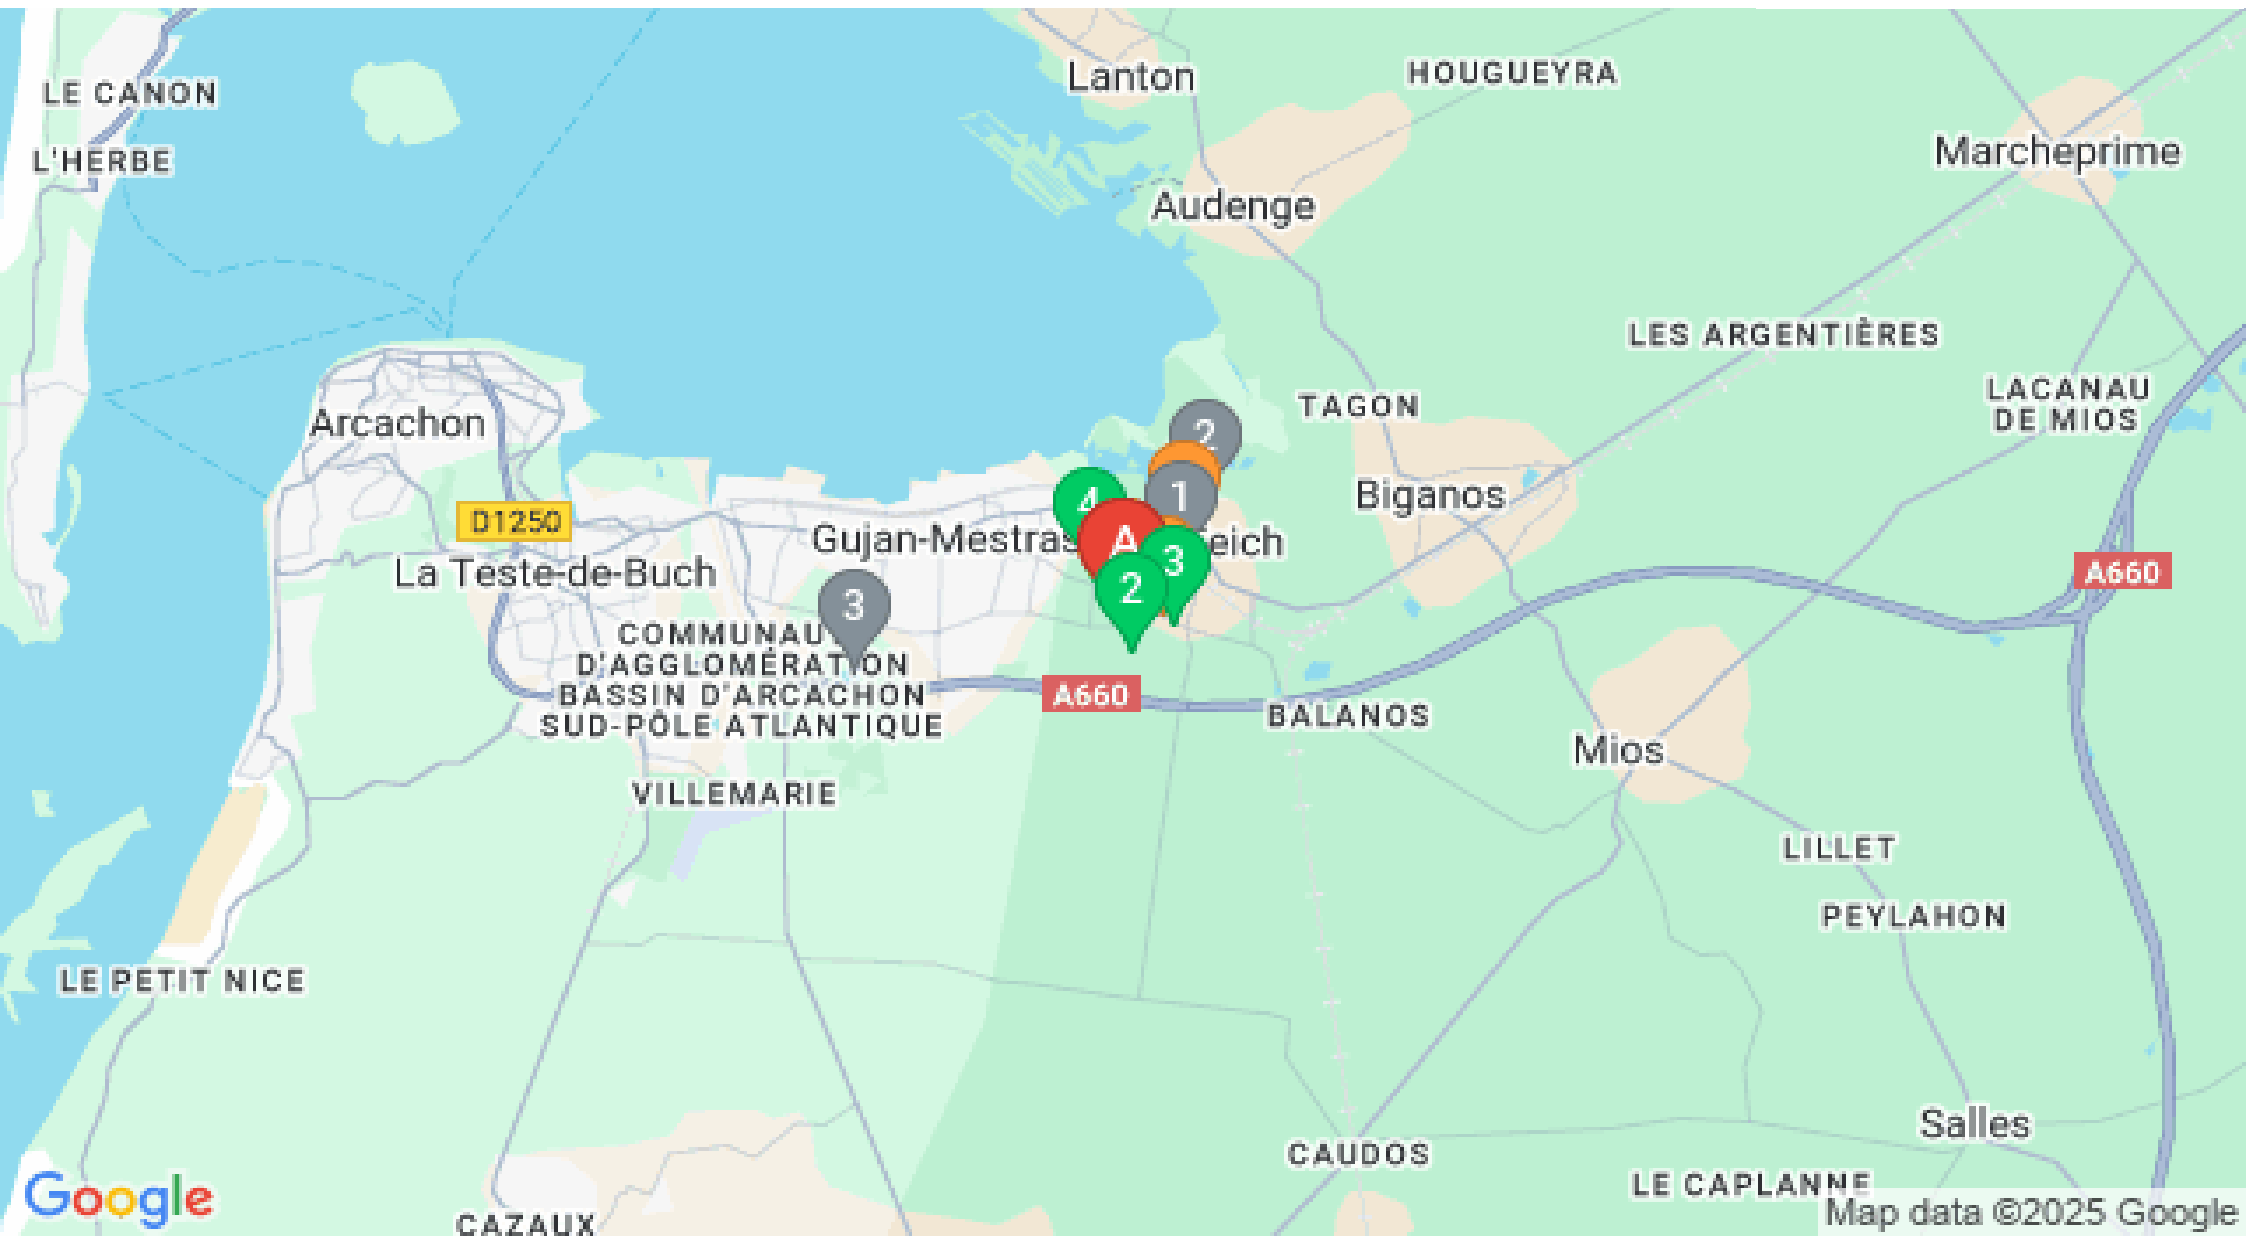 LE CANON
L'HERBE
Lanton
HOUGUEYRA
Marcheprime
Audenge
LES ARGENTIÈRES
LACANAU
DE MIOS
TAGON
Arcachon
Biganos
D1250
Gujan-Mestras
eich
La Teste-de-Buch
2
1
4
A
3
2
3
A660
COMMUNAU
D'AGGLOMÉRATION
BASSIN D'ARCACHON
SUD-PÔLE ATLANTIQUE
A660
BALANOS
Mios
VILLEMARIE
LILLET
PEYLAHON
LE PETIT NICE
Salles
CAUDOS
LE CAPLANNE
CAZAUX
Google
Map data ©2025 Google